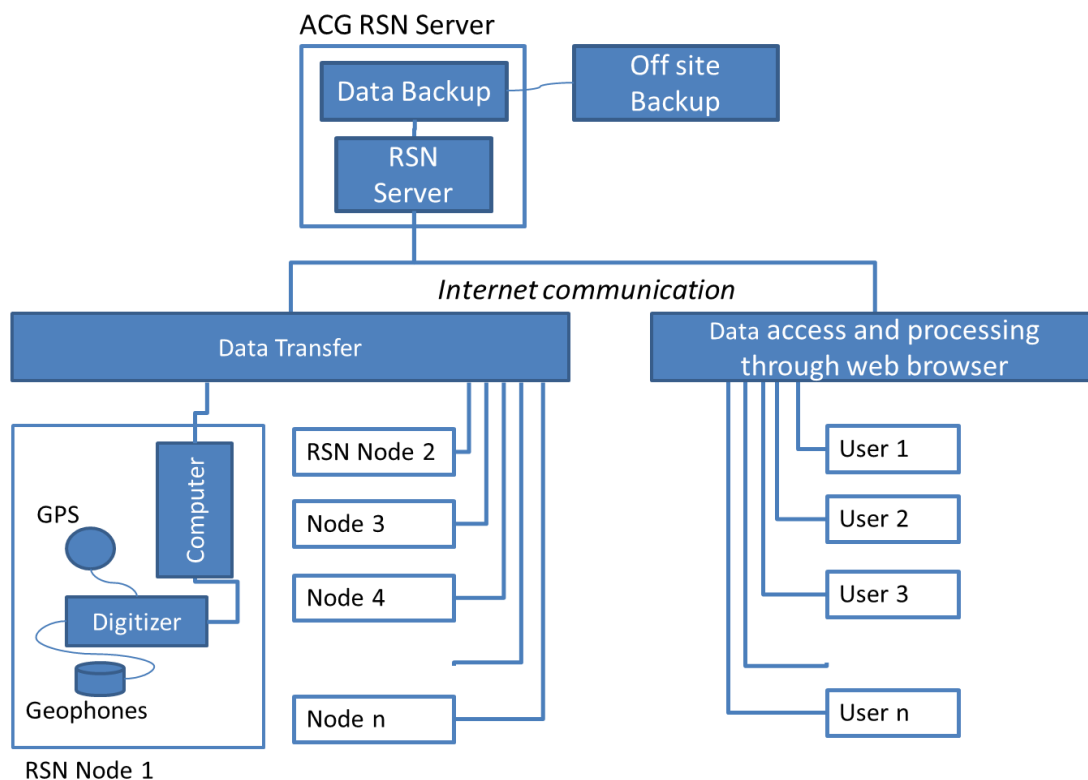 ACG RSN Server
Data Backup
Off site
Backup
RSN
Server
Internet communication
Data Transfer
Data access and processing
through web browser
Computer
GPS
Digitizer
Geophones
RSN Node 1
RSN Node 2
Node 3
Node 4
Node n
User 1
User 2
User 3
User n